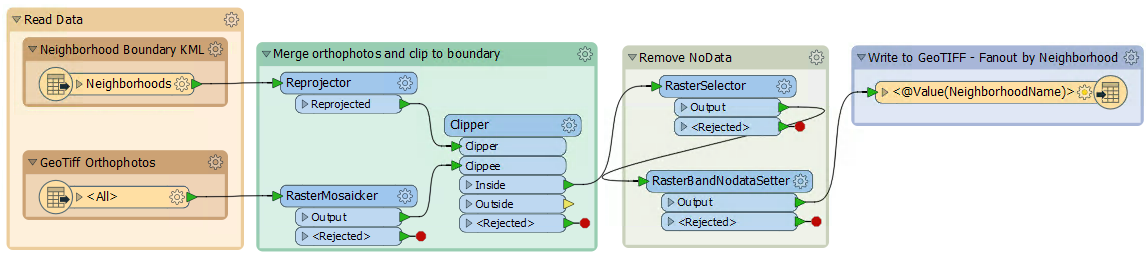 Read Data
Neighborhood Boundary KML
Neighborhoods
GeoTiff Orthophotos
<All>
Merge orthophotos and clip to boundary
Reprojector
Reprojected
RasterMosaicker
Output
<Rejected>
Clipper
Clipper
Clippee
Inside
Outside
<Rejected>
Remove NoData
RasterSelector
Output
<Rejected>
RasterBandNodataSetter
Output
<Rejected>
Write to GeoTIFF - Fanout by Neighborhood
<@Value(NeighborhoodName)>